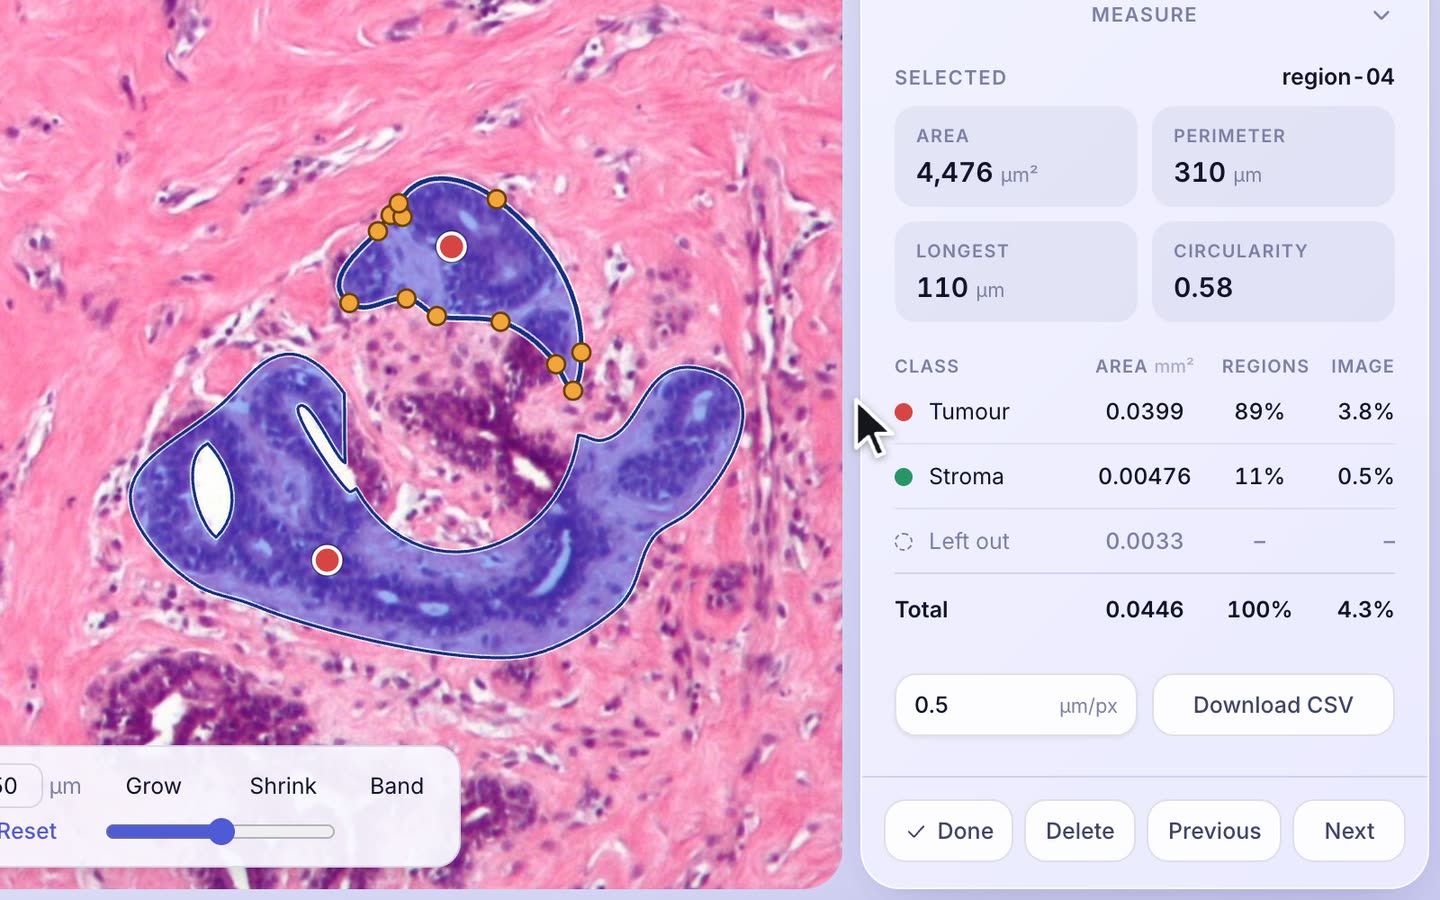 MEASURE
SELECTED region-04
AREA PERIMETER
4,476 µm² 310 µm
LONGEST CIRCULARITY
110 µm 0.58
CLASS AREA mm² REGIONS IMAGE
Tumour 0.0399 89% 3.8%
Stroma 0.00476 11% 0.5%
Left out 0.0033 – –
Total 0.0446 100% 4.3%
0.5 µm/px Download CSV
µm Grow Shrink Band
Reset
Done Delete Previous Next